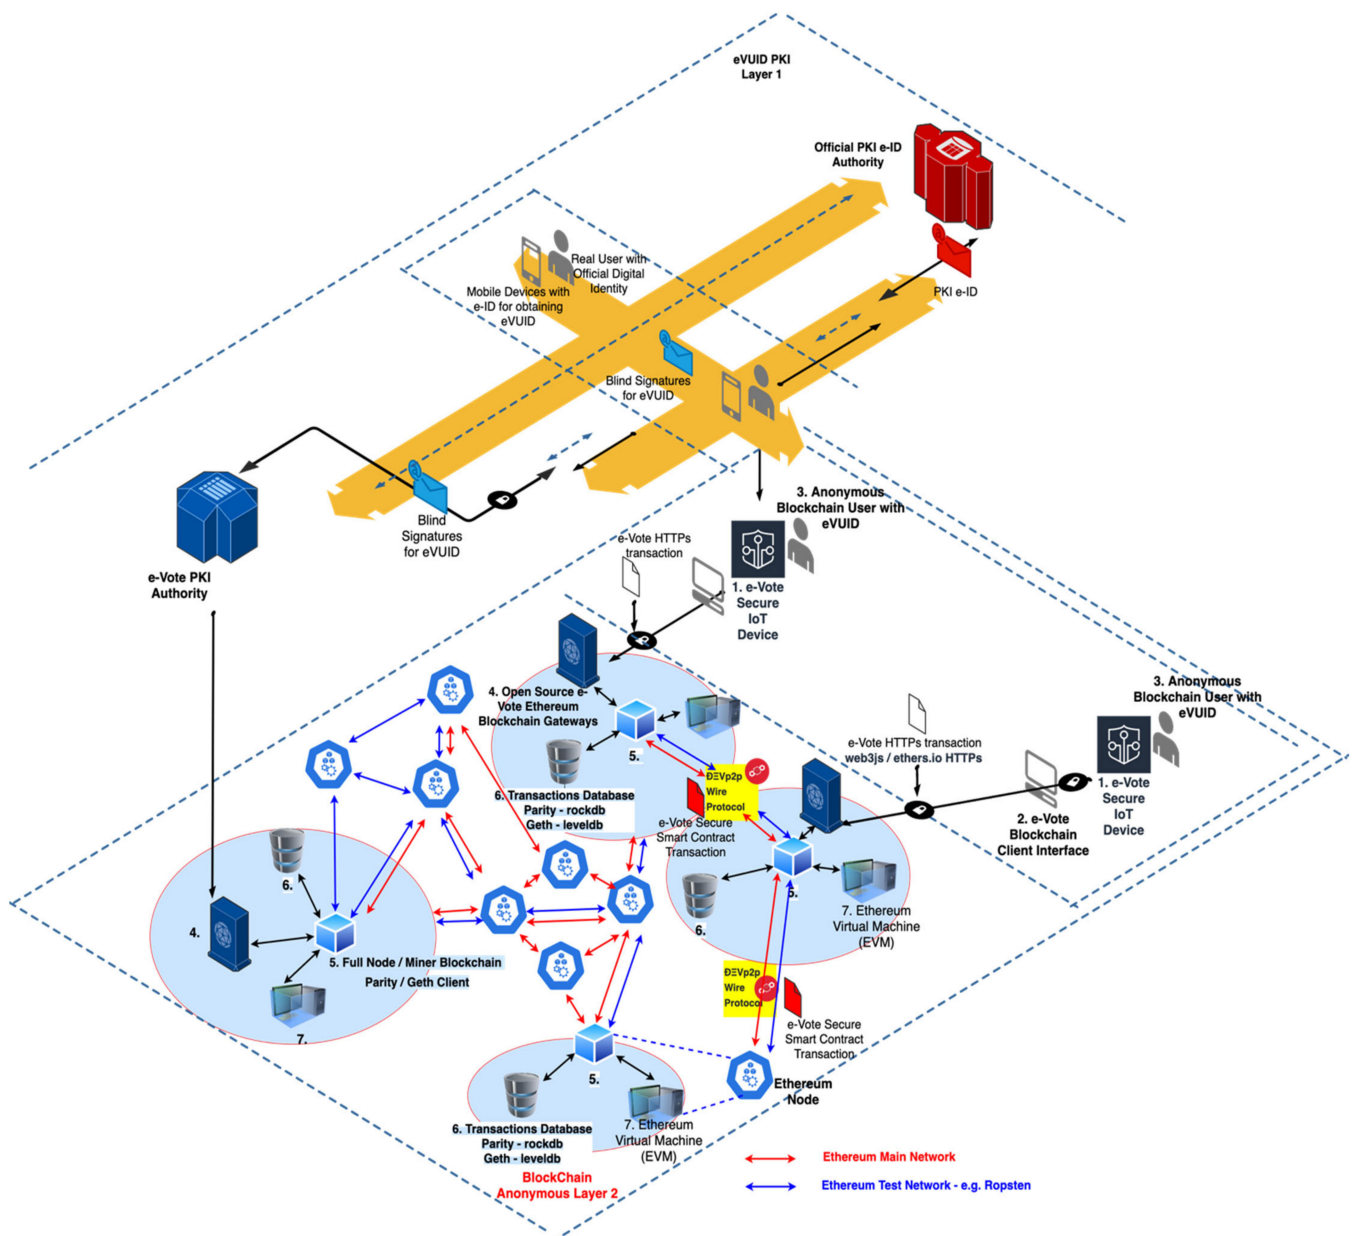 eVUID PKI
Layer 1
Official PKI e-ID
Authority
Real User with
Official Digital
Identity
Mobile Devices with
e-ID for obtaining
eVUID
PKI e-ID
Blind Signatures
for eVUID
Blind
Signatures
for eVUID
e-Vote PKI
Authority
3. Anonymous
Blockchain User with
eVUID
e-Vote HTTPs
transaction
1. e-Vote
Secure
IoT
Device
3. Anonymous
Blockchain User with
eVUID
e-Vote HTTPs transaction
web3js / ethers.io HTTPs
1. e-Vote
Secure
IoT
Device
2. e-Vote
Blockchain
Client Interface
4. Open Source e-
Vote Ethereum
Blockchain Gateways
5.
6. Transactions Database
Parity - rockdb
Geth - leveldb
ÐΞVp2p
Wire
Protocol
e-Vote Secure
Smart Contract
Transaction
5.
6.
7. Ethereum
Virtual Machine
(EVM)
6.
4.
5. Full Node / Miner Blockchain
Parity / Geth Client
7.
ÐΞVp2p
Wire
Protocol
e-Vote Secure
Smart Contract
Transaction
Ethereum
Node
5.
6. Transactions Database
Parity - rockdb
Geth - leveldb
7. Ethereum
Virtual Machine
(EVM)
BlockChain
Anonymous Layer 2
Ethereum Main Network
Ethereum Test Network - e.g. Ropsten